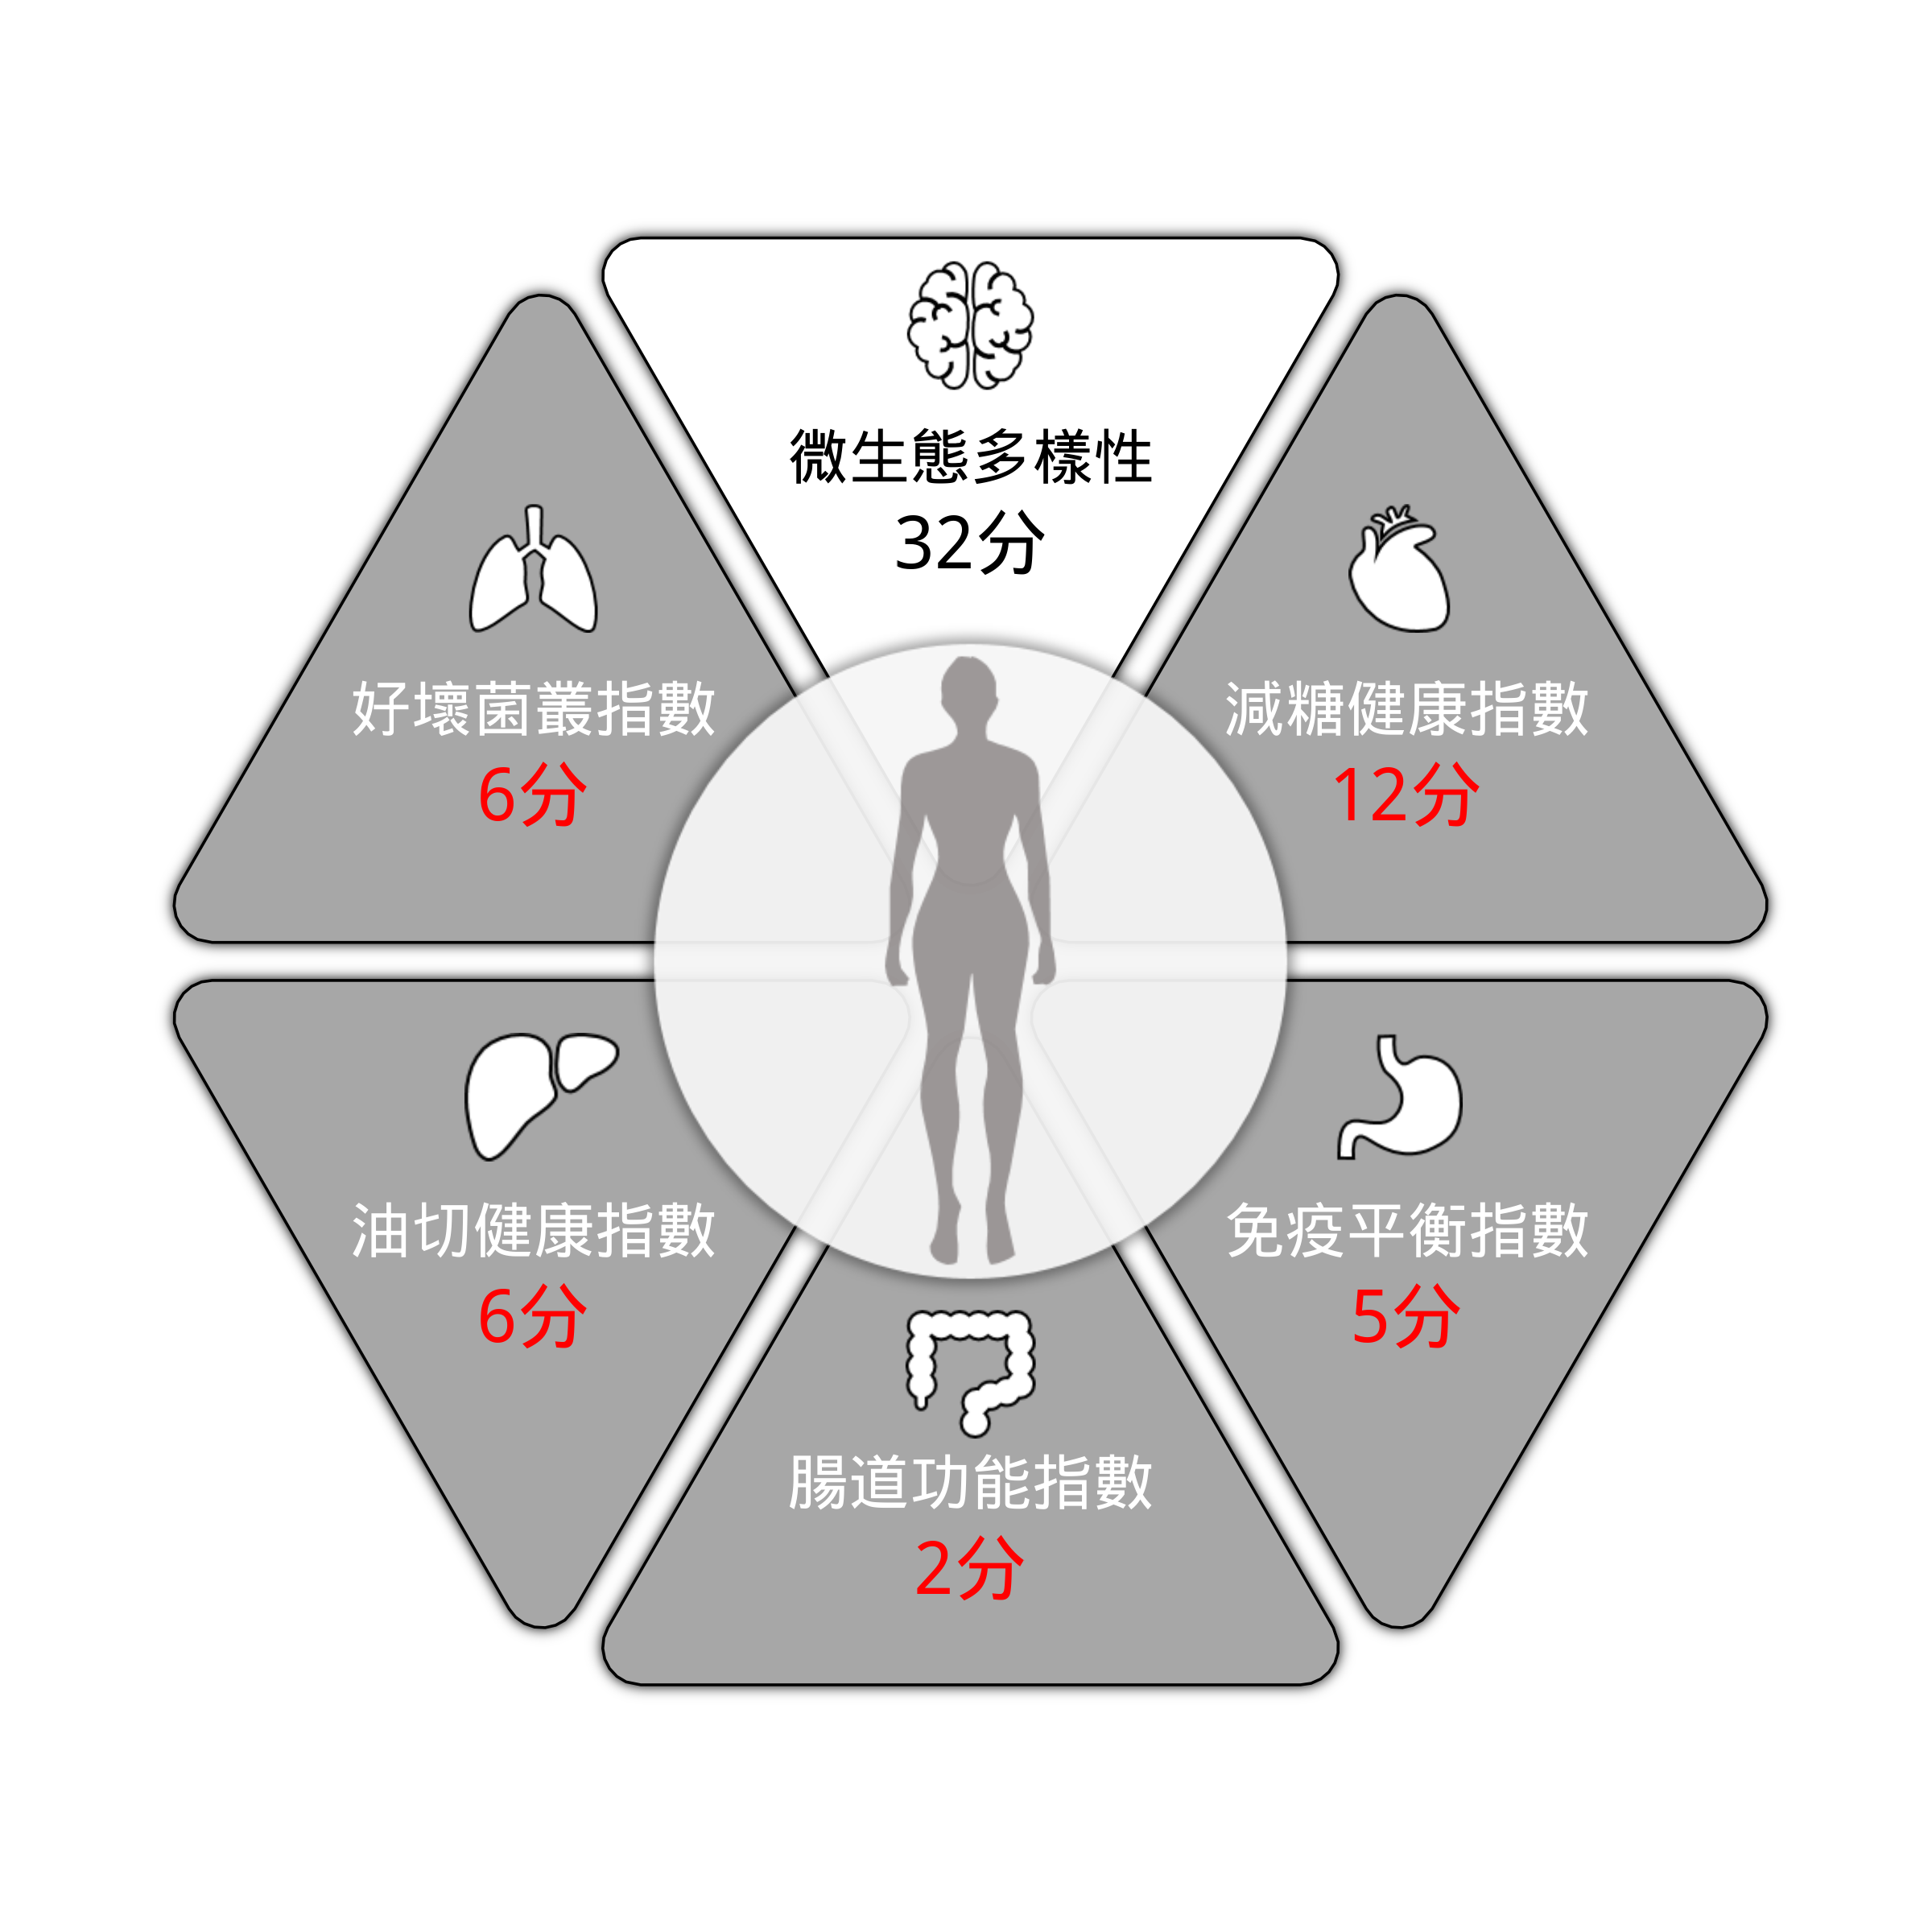 微生態多樣性
32分
好壞菌叢指數
6分
減糖健康指數
12分
油切健康指數
6分
免疫平衡指數
5分
腸道功能指數
2分